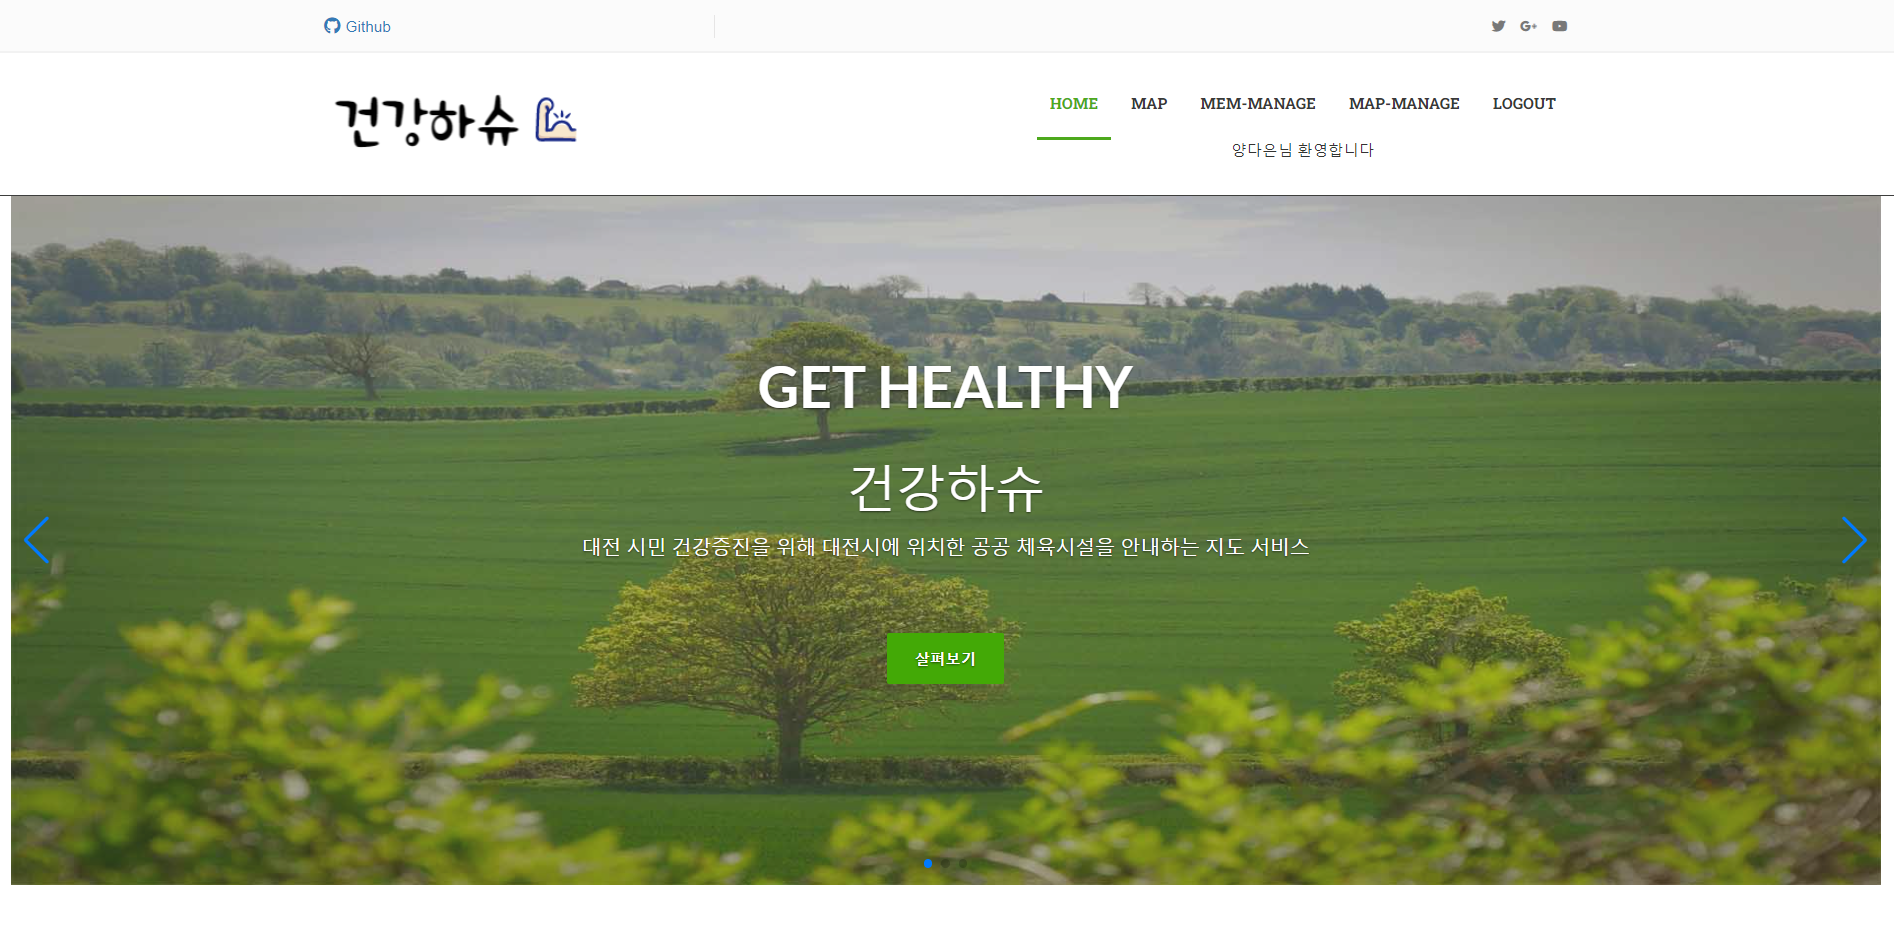 Github
건강하슈
HOME MAP MEM-MANAGE MAP-MANAGE LOGOUT
양다은님 환영합니다
GET HEALTHY
건강하슈
대전 시민 건강증진을 위해 대전시에 위치한 공공 체육시설을 안내하는 지도 서비스
살펴보기